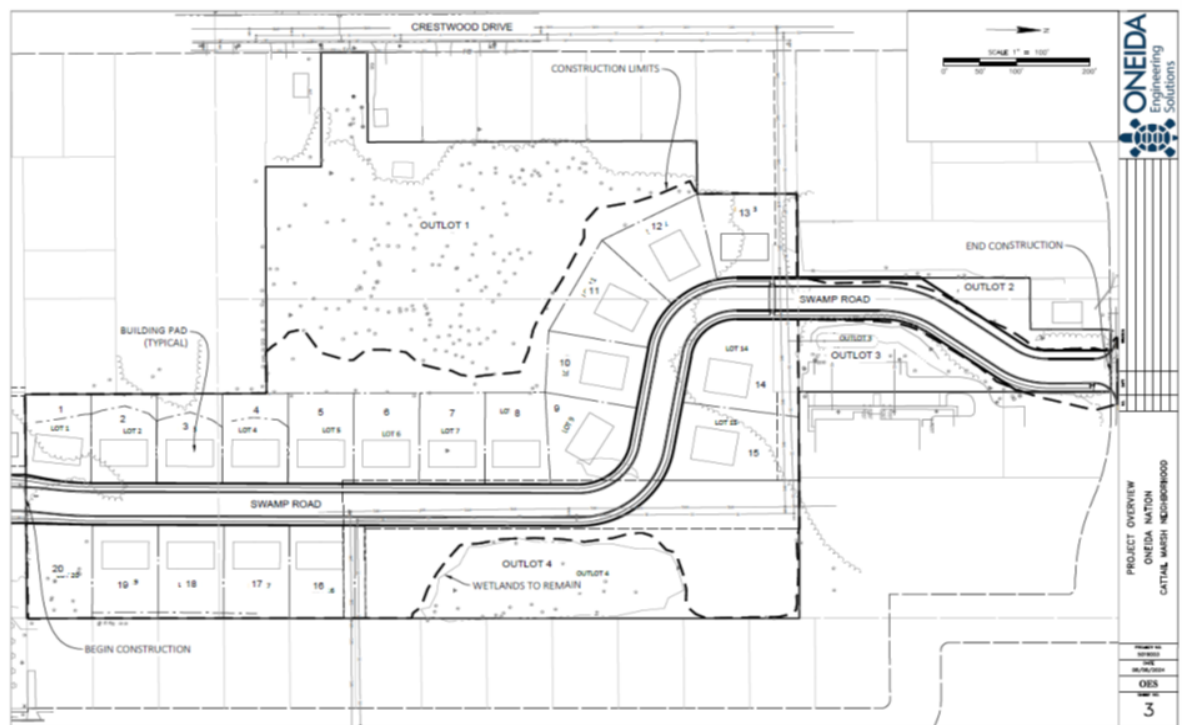 CRESTWOOD DRIVE
CONSTRUCTION LIMITS
SCALE 1" = 100'
0' 50' 100' 200'
ONEIDA
Engineering
Solutions
OUTLOT 1
12
13
END CONSTRUCTION
11
OUTLOT 2
SWAMP ROAD
BUILDING PAD
(TYPICAL)
OUTLOT 3
OUTLOT 3
LOT 14
14
10
1
2
3
4
5
6
7
8
9
LOT 1
LOT 2
LOT 4
LOT 5
LOT 6
LOT 7
LOT 9
15
SWAMP ROAD
OUTLOT 4
OUTLOT 4
WETLANDS TO REMAIN
20
19
18
17
16
BEGIN CONSTRUCTION
PROJECT OVERVIEW
ONEIDA NATION
CATTAIL MARSH NEIGHBORHOOD
DATE
OES
3